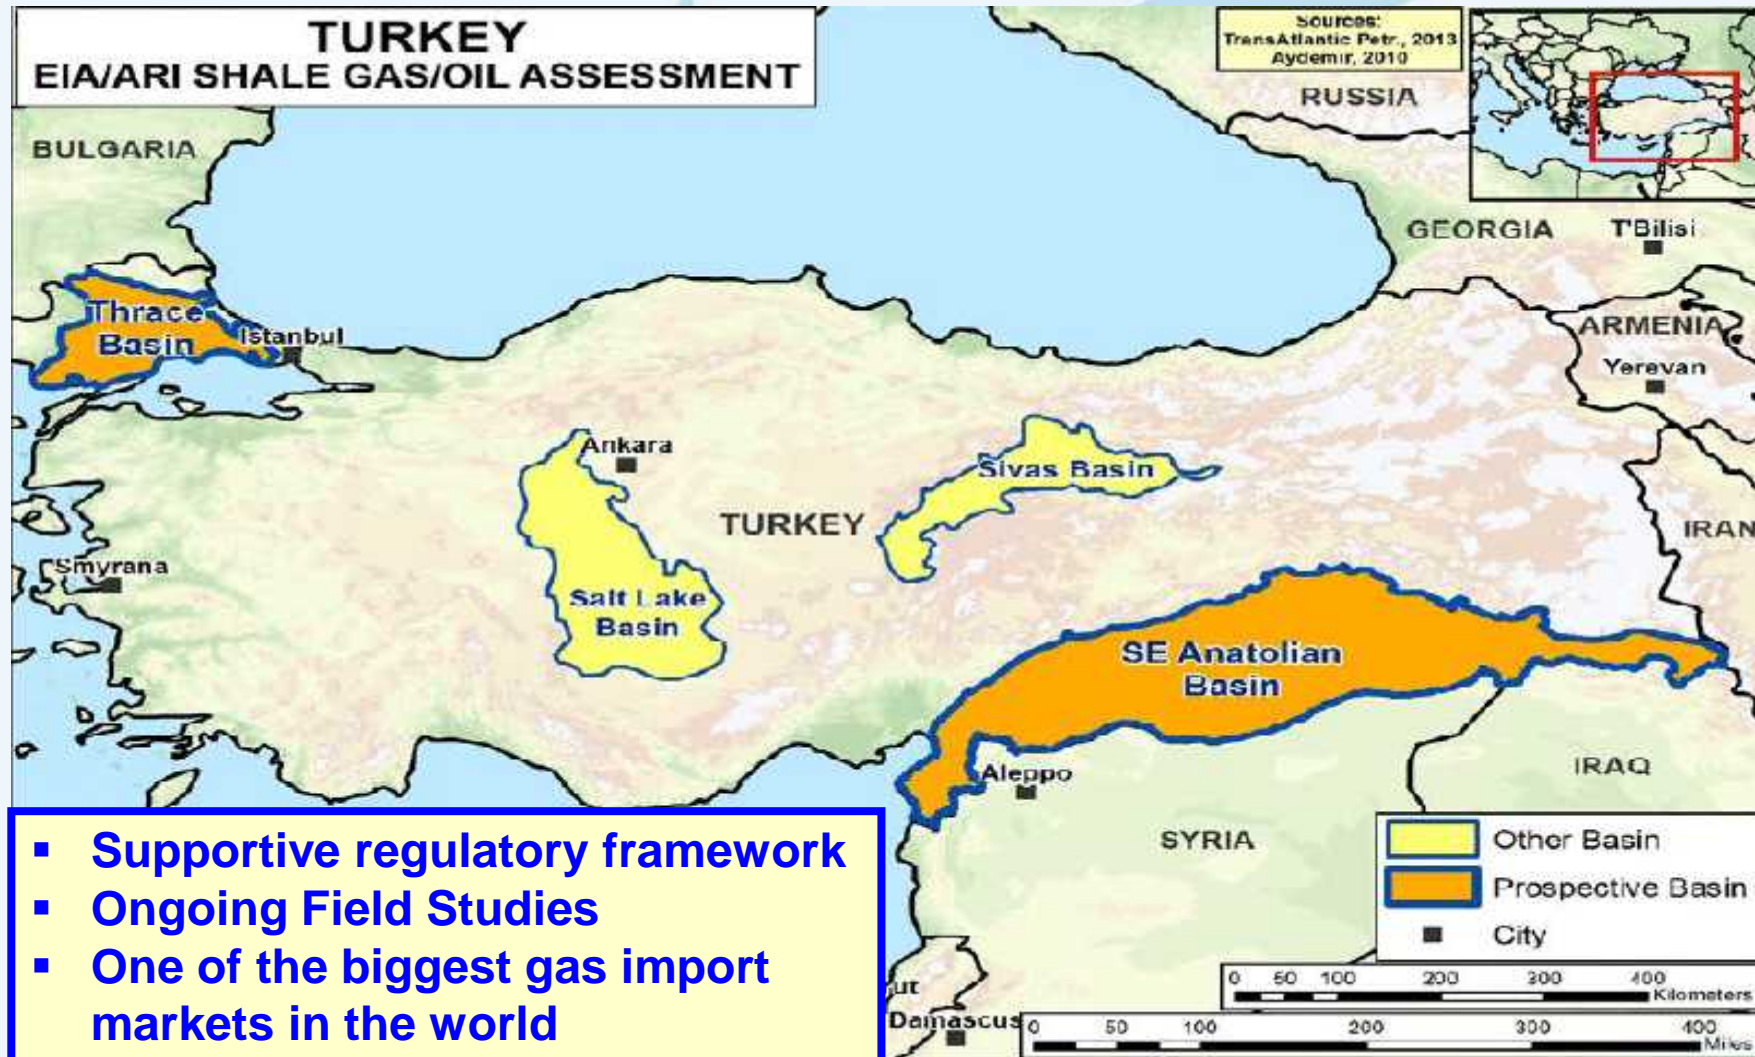 TURKEY
EIA/ARI SHALE GAS/OIL ASSESSMENT
Sources:
TransAtlantic Petr., 2013
Aydemir, 2010
RUSSIA
BULGARIA
GEORGIA
T'Bilisi
Thrace
Basin
Istanbul
ARMENIA
Yerevan
Ankara
Sivas Basin
TURKEY
IRAN
Smyrana
Salt Lake
Basin
SE Anatolian
Basin
Aleppo
IRAQ
SYRIA
▪ Supportive regulatory framework
▪ Ongoing Field Studies
▪ One of the biggest gas import
markets in the world
Other Basin
Prospective Basin
City
0 50 100 200 300 400
Kilometers
ut
Damascus
0 50 100 200 300 400
Miles